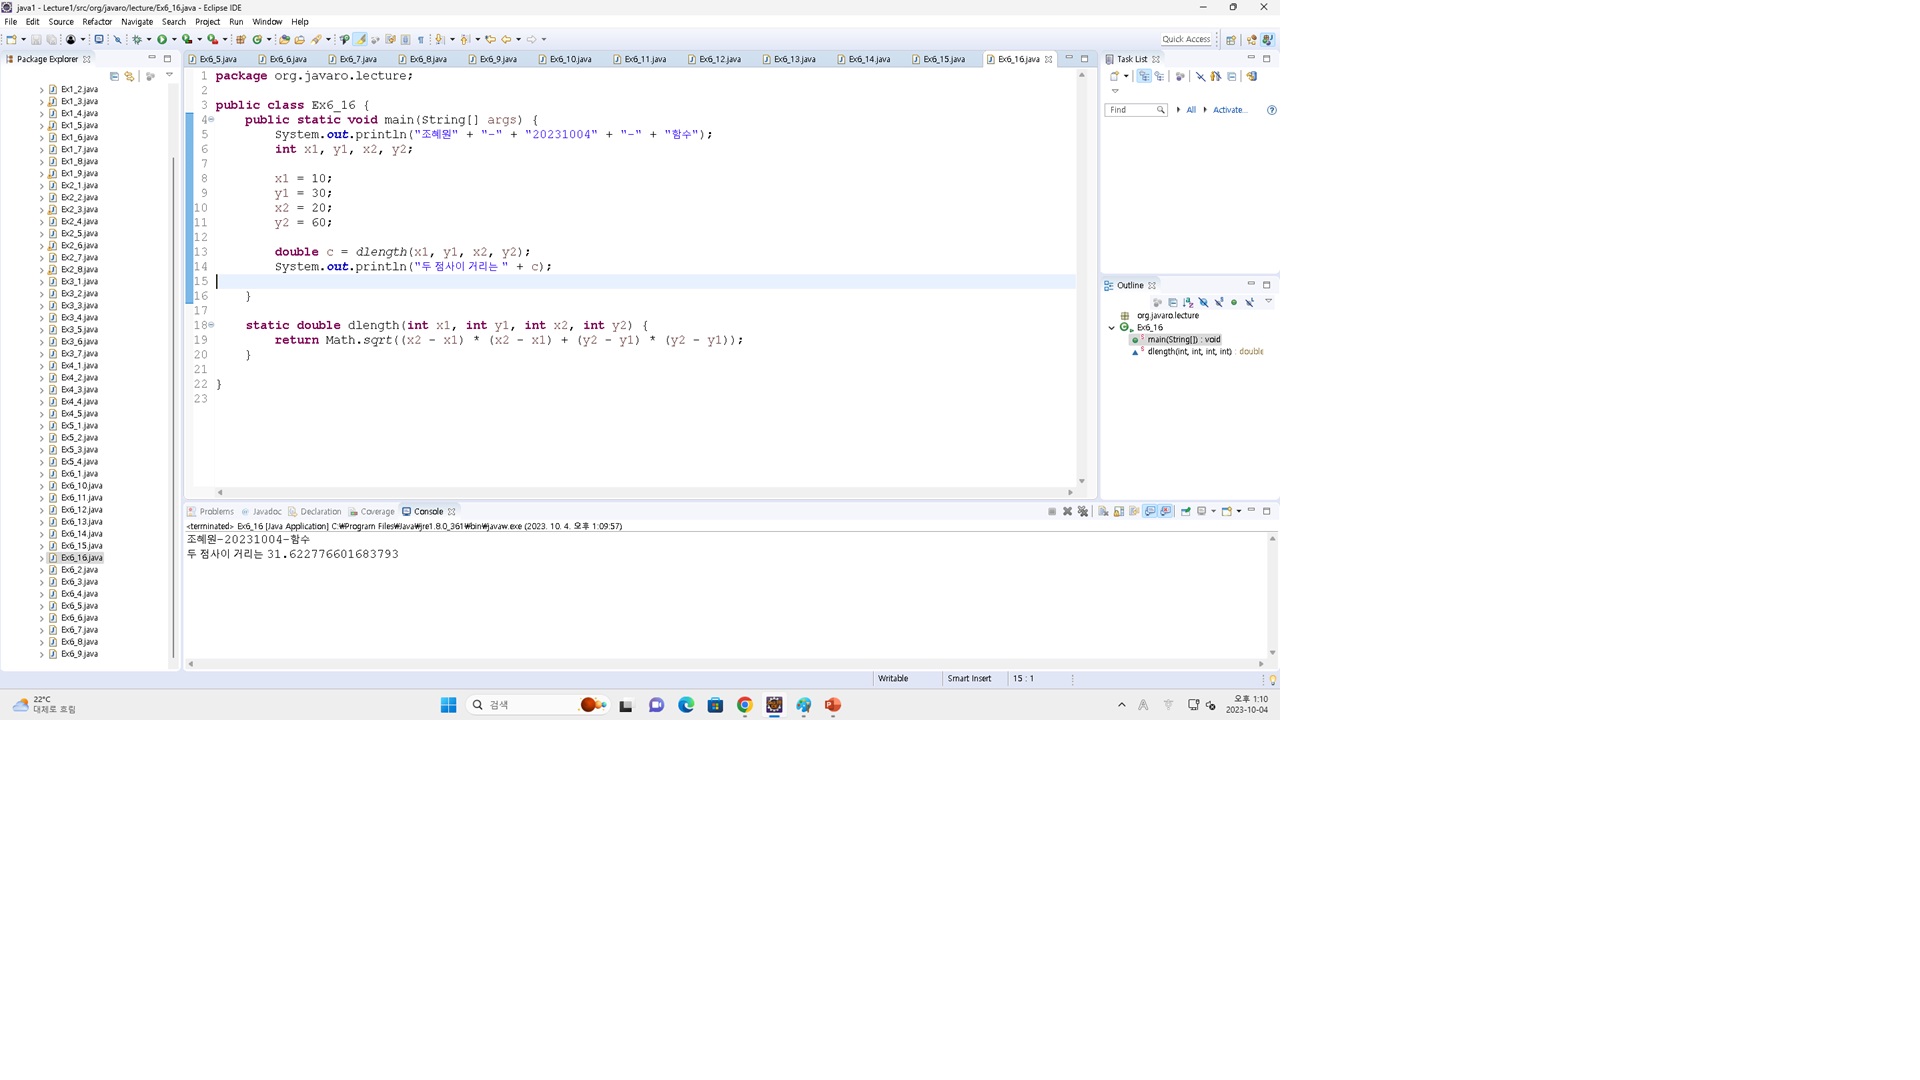 java1 - Lecture1/src/org/javaro/lecture/Ex6_16.java - Eclipse IDE
File Edit Source Refactor Navigate Search Project Run Window Help
Quick Access
Package Explorer
Ex1_2.java
Ex1_3.java
Ex1_4.java
Ex1_5.java
Ex1_6.java
Ex1_7.java
Ex1_8.java
Ex1_9.java
Ex2_1.java
Ex2_2.java
Ex2_3.java
Ex2_4.java
Ex2_5.java
Ex2_6.java
Ex2_7.java
Ex2_8.java
Ex3_1.java
Ex3_2.java
Ex3_3.java
Ex3_4.java
Ex3_5.java
Ex3_6.java
Ex3_7.java
Ex4_1.java
Ex4_2.java
Ex4_3.java
Ex4_4.java
Ex4_5.java
Ex5_1.java
Ex5_2.java
Ex5_3.java
Ex5_4.java
Ex6_1.java
Ex6_10.java
Ex6_11.java
Ex6_12.java
Ex6_13.java
Ex6_14.java
Ex6_15.java
Ex6_16.java
Ex6_2.java
Ex6_3.java
Ex6_4.java
Ex6_5.java
Ex6_6.java
Ex6_7.java
Ex6_8.java
Ex6_9.java
Ex6_5.java Ex6_6.java Ex6_7.java Ex6_8.java Ex6_9.java Ex6_10.java Ex6_11.java Ex6_12.java Ex6_13.java Ex6_14.java Ex6_15.java Ex6_16.java
1 package org.javaro.lecture;
2
3 public class Ex6_16 {
4 public static void main(String[] args) {
5 System.out.println("조혜원" + "-" + "20231004" + "-" + "함수");
6 int x1, y1, x2, y2;
7
8 x1 = 10;
9 y1 = 30;
10 x2 = 20;
11 y2 = 60;
12
13 double c = dlength(x1, y1, x2, y2);
14 System.out.println("두 점사이 거리는 " + c);
15
16 }
17
18 static double dlength(int x1, int y1, int x2, int y2) {
19 return Math.sqrt((x2 - x1) * (x2 - x1) + (y2 - y1) * (y2 - y1));
20 }
21
22 }
23
Task List
Find All Activate...
Outline
org.javaro.lecture
Ex6_16
main(String[]) : void
dlength(int, int, int, int) : double
Problems Javadoc Declaration Coverage Console
<terminated> Ex6_16 [Java Application] C:₩Program Files₩Java₩jre1.8.0_361₩bin₩javaw.exe (2023. 10. 4. 오후 1:09:57)
조혜원-20231004-함수
두 점사이 거리는 31.622776601683793
Writable Smart Insert 15 : 1
22°C
대체로 흐림
검색
오후 1:10
2023-10-04